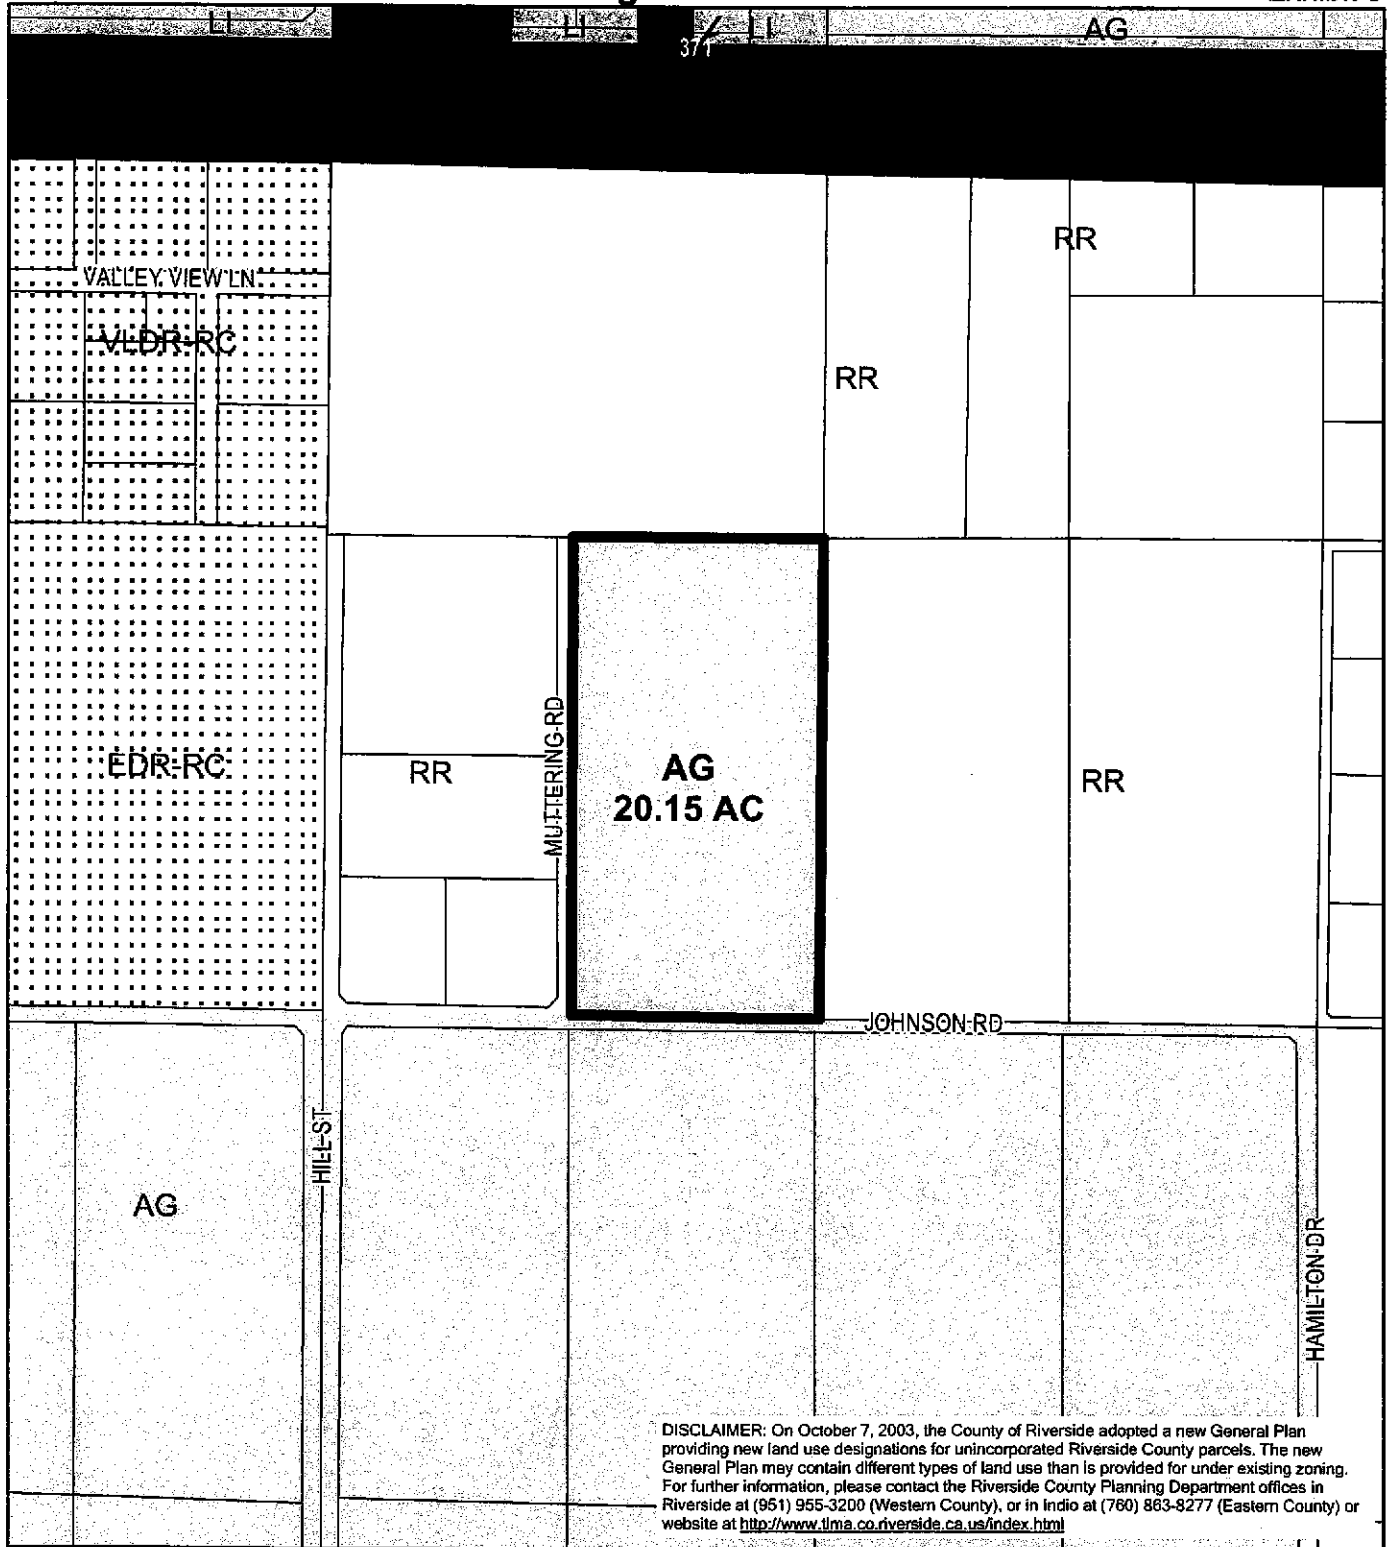 LI
LI
LI
AG
371
RR
VALLEY VIEW LN
VLDR-RC
RR
MUTTERING RD
EDR-RC
RR
AG
20.15 AC
RR
JOHNSON RD
HILL ST
AG
HAMILTON DR
DISCLAIMER: On October 7, 2003, the County of Riverside adopted a new General Plan
providing new land use designations for unincorporated Riverside County parcels. The new
General Plan may contain different types of land use than is provided for under existing zoning.
For further information, please contact the Riverside County Planning Department offices in
Riverside at (951) 955-3200 (Western County), or in Indio at (760) 863-8277 (Eastern County) or
website at http://www.tlma.co.riverside.ca.us/index.html